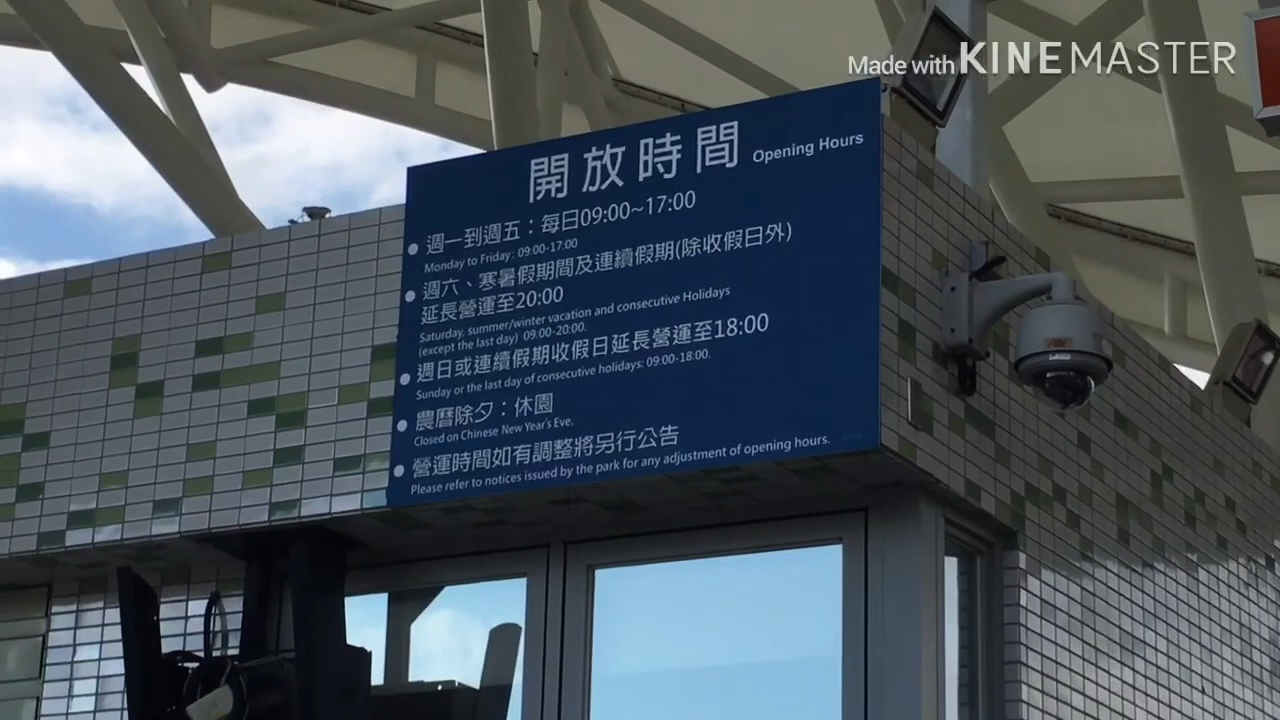 Made with KINEMASTER
開放時間 Opening Hours
週一到週五：每日09:00~17:00
Monday to Friday: 09:00-17:00
週六、寒暑假期間及連續假期(除收假日外)
延長營運至20:00
Saturday, summer/winter vacation and consecutive Holidays
(except the last day) 09:00-20:00.
週日或連續假期收假日延長營運至18:00
Sunday or the last day of consecutive holidays: 09:00-18:00.
農曆除夕：休園
Closed on Chinese New Year's Eve.
營運時間如有調整將另行公告
Please refer to notices issued by the park for any adjustment of opening hours.